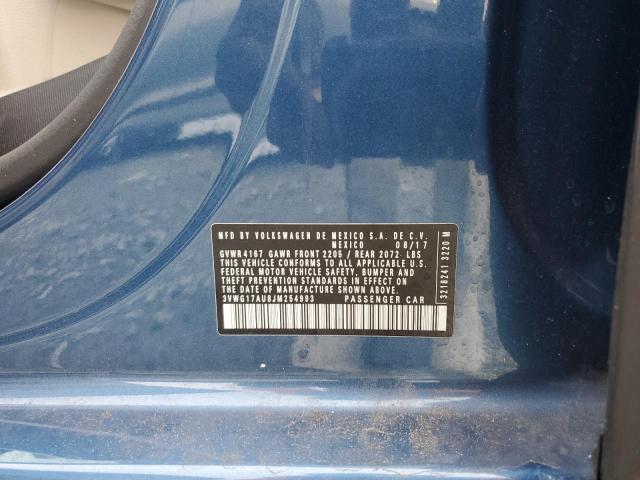 MFD BY VOLKSWAGEN DE MEXICO S.A. DE C.V.
MEXICO 08/17
GVWR4167 GAWR FRONT 2205 / REAR 2072 LBS
THIS VEHICLE CONFORMS TO ALL APPLICABLE U.S.
FEDERAL MOTOR VEHICLE SAFETY, BUMPER AND
THEFT PREVENTION STANDARDS IN EFFECT ON
THE DATE OF MANUFACTURE SHOWN ABOVE
3VWG17AU8JM254993 PASSENGER CAR
3218241 3220 M